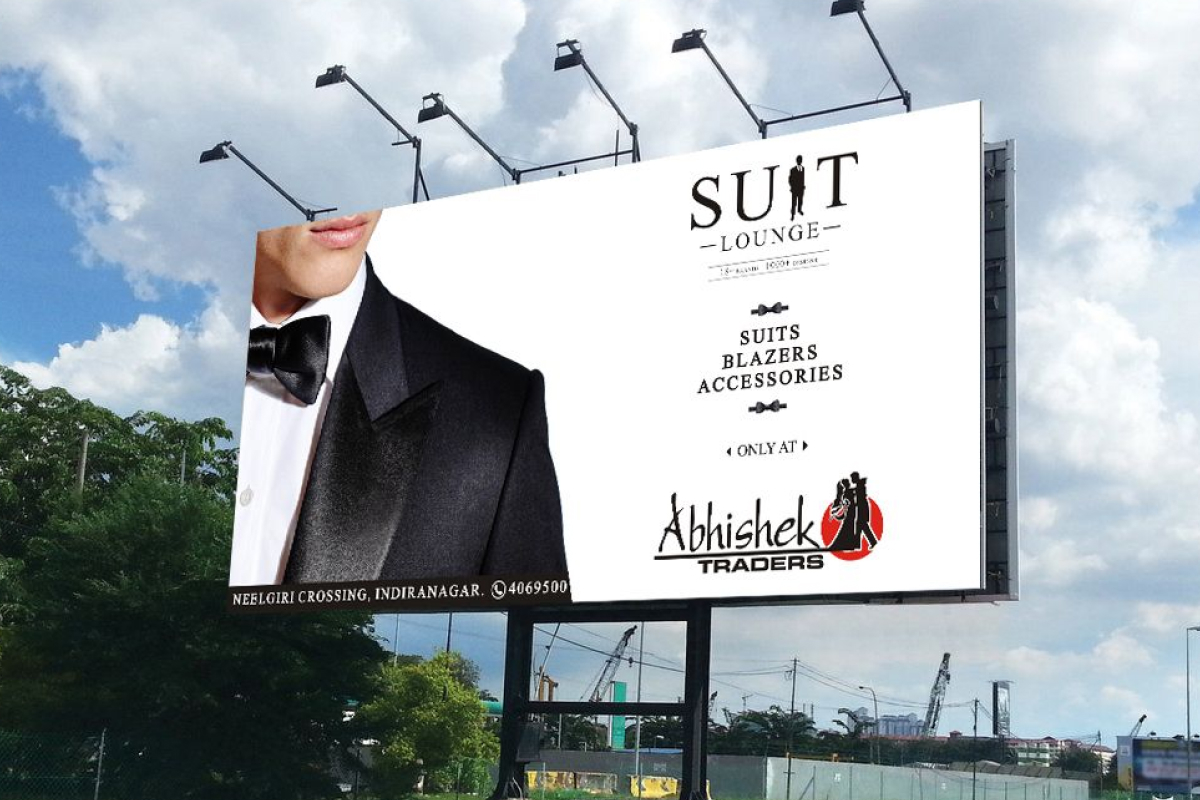 SUIT
LOUNGE
SUITS
BLAZERS
ACCESSORIES
ONLY AT
Abhishek
TRADERS
NEELGIRI CROSSING, INDIRANAGAR. 4069500